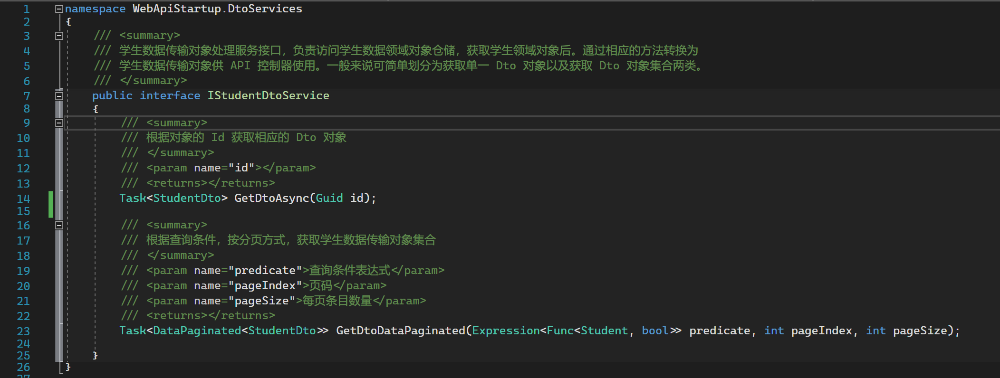 1 namespace WebApiStartup.DtoServices
2 {
3 /// <summary>
4 /// 学生数据传输对象处理服务接口，负责访问学生数据领域对象仓储，获取学生领域对象后。通过相应的方法转换为
5 /// 学生数据传输对象供 API 控制器使用。一般来说可简单划分为获取单一 Dto 对象以及获取 Dto 对象集合两类。
6 /// </summary>
7 public interface IStudentDtoService
8 {
9 /// <summary>
10 /// 根据对象的 Id 获取相应的 Dto 对象
11 /// </summary>
12 /// <param name="id"></param>
13 /// <returns></returns>
14 Task<StudentDto> GetDtoAsync(Guid id);
15
16 /// <summary>
17 /// 根据查询条件，按分页方式，获取学生数据传输对象集合
18 /// </summary>
19 /// <param name="predicate">查询条件表达式</param>
20 /// <param name="pageIndex">页码</param>
21 /// <param name="pageSize">每页条目数量</param>
22 /// <returns></returns>
23 Task<DataPaginated<StudentDto>> GetDtoDataPaginated(Expression<Func<Student, bool>> predicate, int pageIndex, int pageSize);
24
25 }
26 }
27